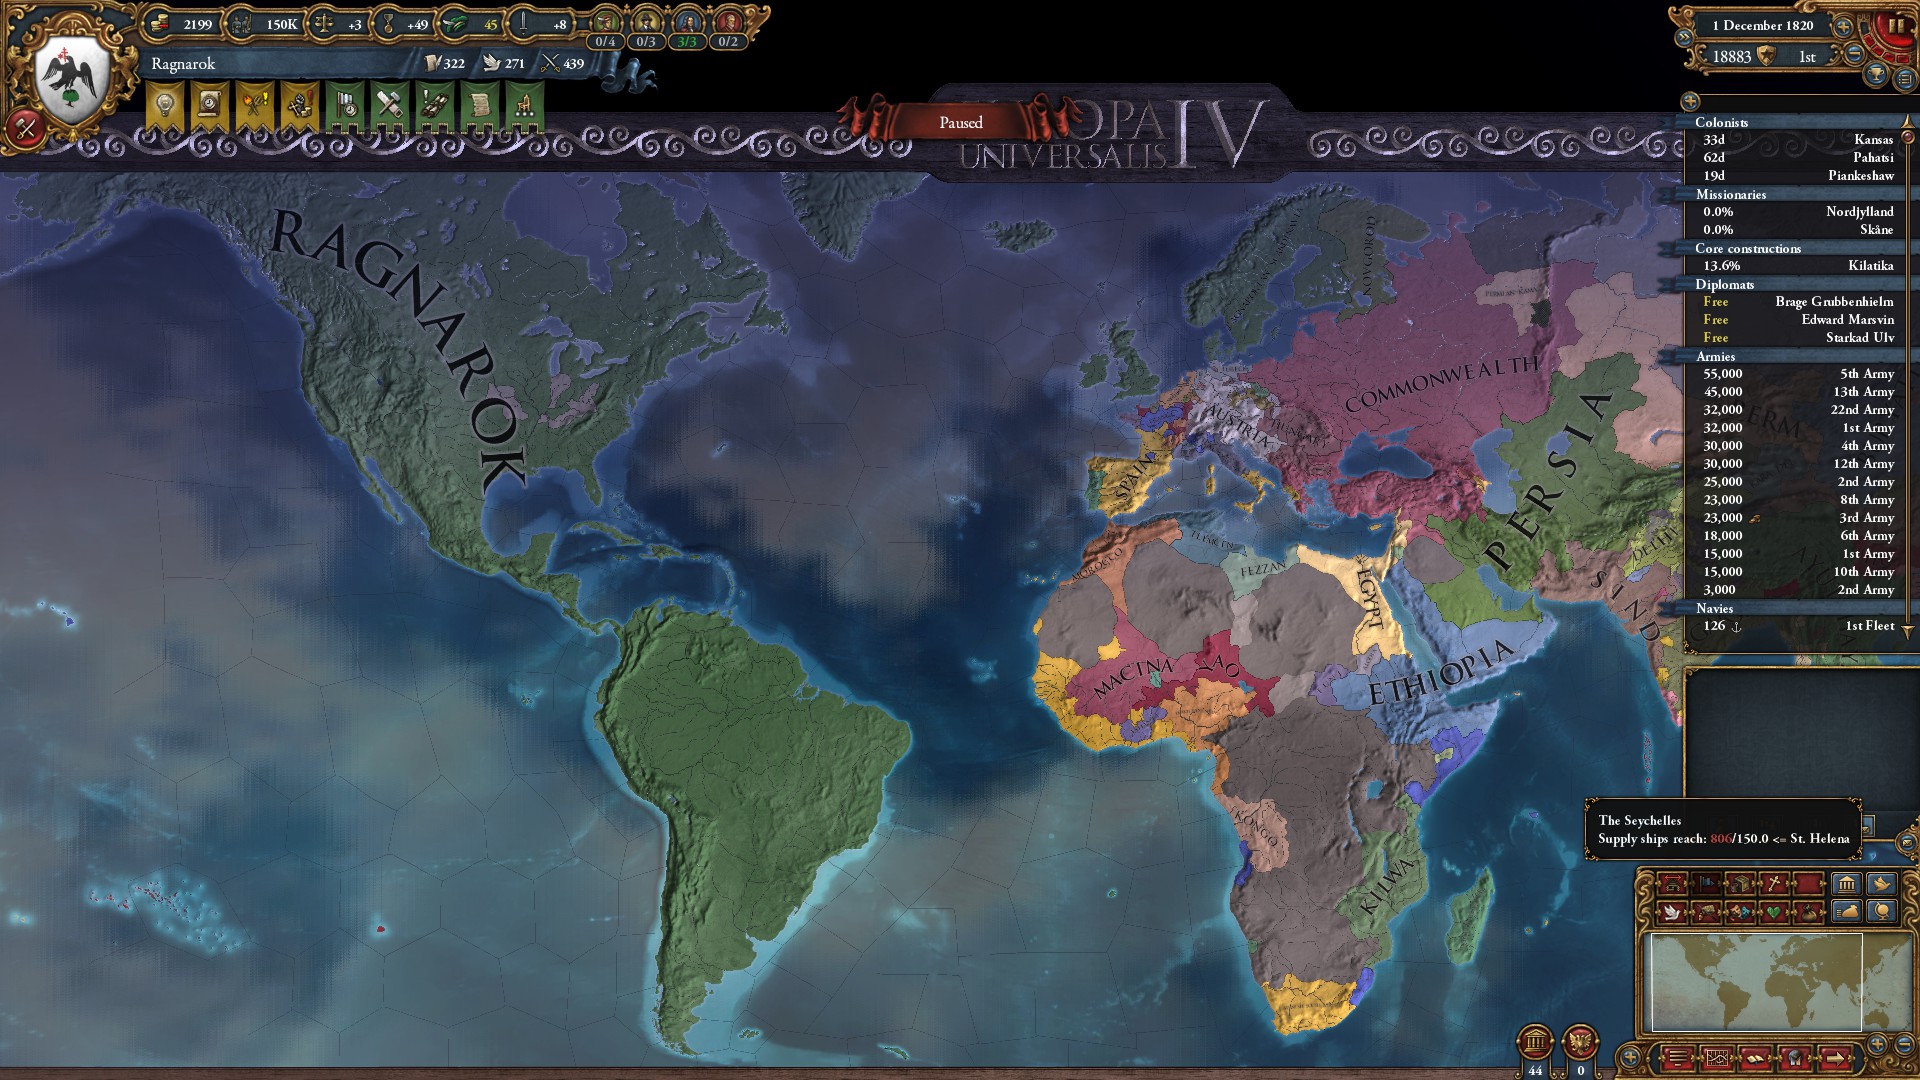 2199 150K +3 +49 45 +8
0/4 0/3 3/3 0/2
Ragnarok 322 271 439
1 December 1820
18883 1st
Paused
OPA
UNIVERSALIS IV
Colonists
33d Kansas
62d Pahatsi
19d Piankeshaw
Missionaries
0.0% Nordjylland
0.0% Skåne
Core constructions
13.6% Kilatika
Diplomats
Free Brage Grubbenhielm
Free Edward Marsvin
Free Starkad Ulv
Armies
55,000 5th Army
45,000 13th Army
32,000 22nd Army
32,000 1st Army
30,000 4th Army
30,000 12th Army
25,000 2nd Army
23,000 8th Army
23,000 3rd Army
18,000 6th Army
15,000 1st Army
15,000 10th Army
3,000 2nd Army
Navies
126 1st Fleet
RAGNAROK
NOVGOROD
COMMONWEALTH
AUSTRIA
HUNGARY
SPAIN
PERSIA
DELHI
SIND
MOROCCO
TLEMCEN
FEZZAN
EGYPT
MACINA
YAO
ETHIOPIA
KONGO
KILWA
The Seychelles
Supply ships reach: 806/150.0 <= St. Helena
44 0